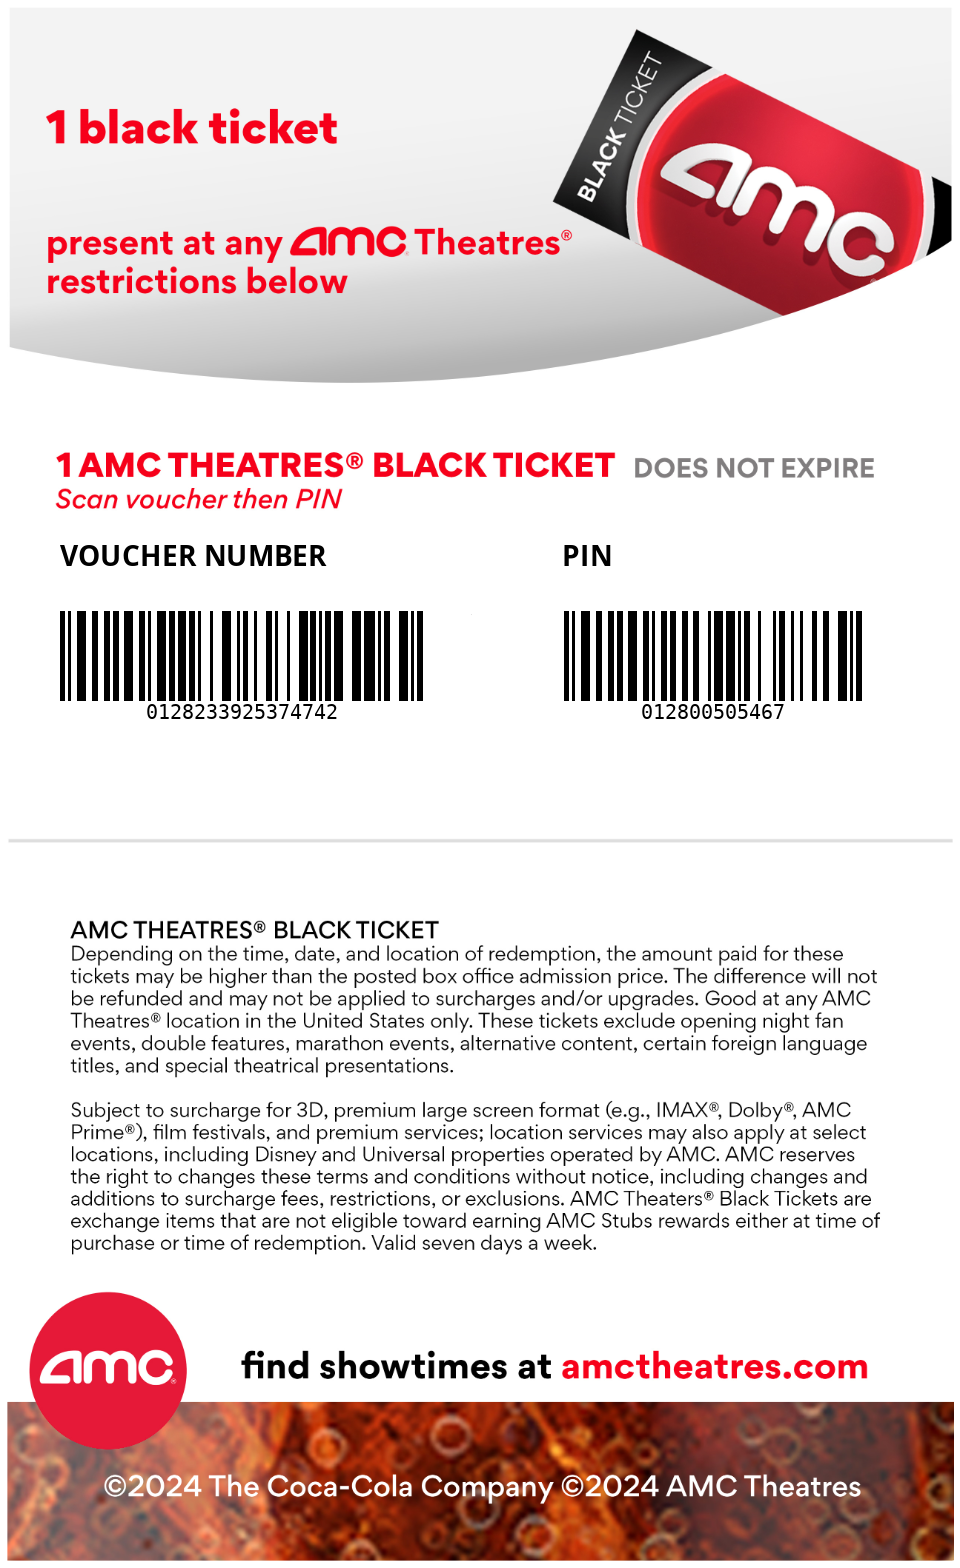 BLACK TICKET
amc
1 black ticket
present at any amc Theatres®
restrictions below
1 AMC THEATRES® BLACK TICKET DOES NOT EXPIRE
Scan voucher then PIN
VOUCHER NUMBER PIN
0128233925374742 012800505467
AMC THEATRES® BLACK TICKET
Depending on the time, date, and location of redemption, the amount paid for these
tickets may be higher than the posted box office admission price. The difference will not
be refunded and may not be applied to surcharges and/or upgrades. Good at any AMC
Theatres® location in the United States only. These tickets exclude opening night fan
events, double features, marathon events, alternative content, certain foreign language
titles, and special theatrical presentations.
Subject to surcharge for 3D, premium large screen format (e.g., IMAX®, Dolby®, AMC
Prime®), film festivals, and premium services; location services may also apply at select
locations, including Disney and Universal properties operated by AMC. AMC reserves
the right to changes these terms and conditions without notice, including changes and
additions to surcharge fees, restrictions, or exclusions. AMC Theaters® Black Tickets are
exchange items that are not eligible toward earning AMC Stubs rewards either at time of
purchase or time of redemption. Valid seven days a week.
amc®
find showtimes at amctheatres.com
©2024 The Coca-Cola Company ©2024 AMC Theatres